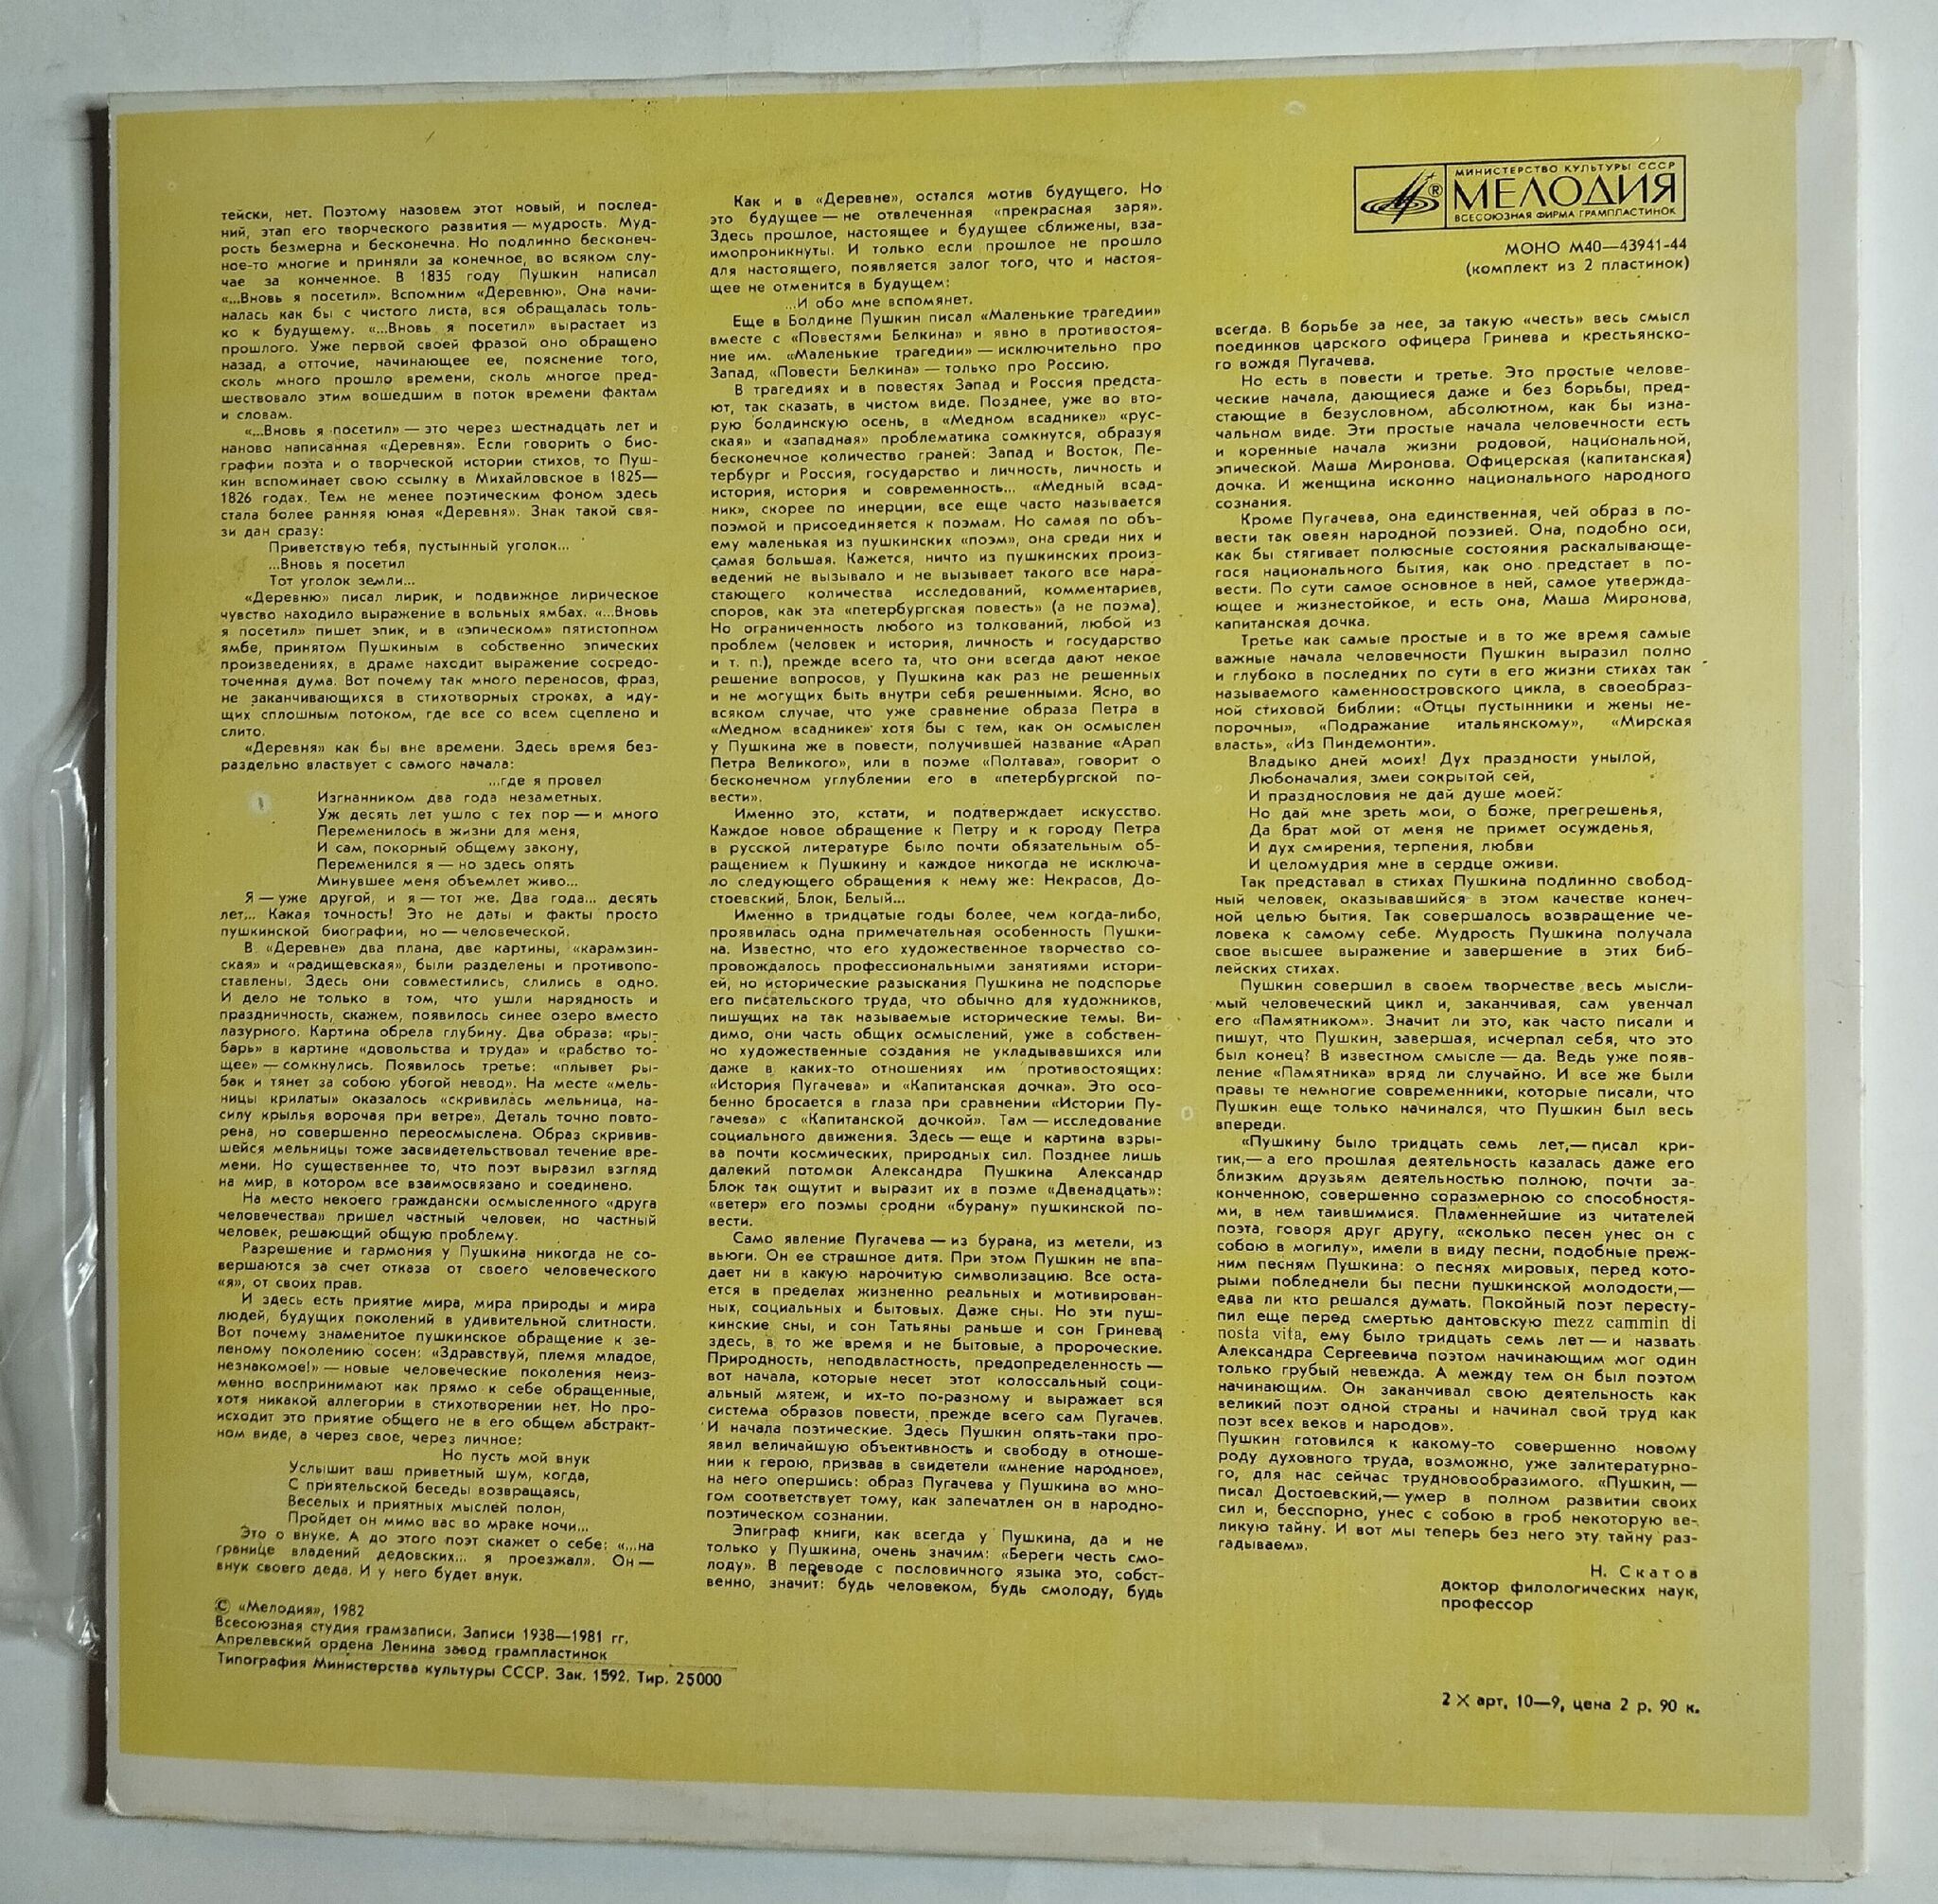 тейски, нет. Поэтому назовем этот новый, и послед-
ний, этап его творческого развития — мудрость. Муд-
рость безмерна и бесконечна. Но подлинно бесконеч-
ное-то многие и приняли за конечное, во всяком слу-
чае за конченное. В 1835 году Пушкин написал
«...Вновь я посетил». Вспомним «Деревню». Она начи-
налась как бы с чистого листа, вся обращалась толь-
ко к будущему. «...Вновь я посетил» вырастает из
прошлого. Уже первой своей фразой оно обращено
назад, а отточие, начинающее ее, пояснение того,
сколь много прошло времени, сколь многое пред-
шествовало этим вошедшим в поток времени фактам
и словам.
«...Вновь я посетил» — это через шестнадцать лет и
наново написанная «Деревня». Если говорить о био-
графии поэта и о творческой истории стихов, то Пуш-
кин вспоминает свою ссылку в Михайловское в 1825—
1826 годах. Тем не менее поэтическим фоном здесь
стала более ранняя юная «Деревня». Знак такой свя-
зи дан сразу:
Приветствую тебя, пустынный уголок...
...Вновь я посетил
Тот уголок земли...
«Деревню» писал лирик, и подвижное лирическое
чувство находило выражение в вольных ямбах. «...Вновь
я посетил» пишет эпик, и в «эпическом» пятистопном
ямбе, принятом Пушкиным в собственно эпических
произведениях, в драме находит выражение сосредо-
точенная дума. Вот почему так много переносов, фраз,
не заканчивающихся в стихотворных строках, а иду-
щих сплошным потоком, где все со всем сцеплено и
слито.
«Деревня» как бы вне времени. Здесь время без-
раздельно властвует с самого начала:
...где я провел
Изгнанником два года незаметных.
Уж десять лет ушло с тех пор — и много
Переменилось в жизни для меня,
И сам, покорный общему закону,
Переменился я — но здесь опять
Минувшее меня объемлет живо...
Я — уже другой, и я — тот же. Два года... десять
лет... Какая точность! Это не даты и факты просто
пушкинской биографии, но — человеческой.
В «Деревне» два плана, две картины, «карамзин-
ская» и «радищевская», были разделены и противопо-
ставлены. Здесь они совместились, слились в одно.
И дело не только в том, что ушли нарядность и
праздничность, скажем, появилось синее озеро вместо
лазурного. Картина обрела глубину. Два образа: «ры-
барь» в картине «довольства и труда» и «рабство то-
щее» — сомкнулись. Появилось третье: «плывет ры-
бак и тянет за собою убогой невод». На месте «мель-
ницы крилаты» оказалось «скривилась мельница, на-
силу крылья ворочая при ветре». Деталь точно повто-
рена, но совершенно переосмыслена. Образ скривив-
шейся мельницы тоже засвидетельствовал течение вре-
мени. Но существеннее то, что поэт выразил взгляд
на мир, в котором все взаимосвязано и соединено.
На место некоего граждански осмысленного «друга
человечества» пришел частный человек, но частный
человек, решающий общую проблему.
Разрешение и гармония у Пушкина никогда не со-
вершаются за счет отказа от своего человеческого
«я», от своих прав.
И здесь есть приятие мира, мира природы и мира
людей, будущих поколений в удивительной слитности.
Вот почему знаменитое пушкинское обращение к зе-
леному поколению сосен: «Здравствуй, племя младое,
незнакомое!» — новые человеческие поколения неиз-
менно воспринимают как прямо к себе обращенные,
хотя никакой аллегории в стихотворении нет. Но про-
исходит это приятие общего не в его общем абстракт-
ном виде, а через свое, через личное:
Но пусть мой внук
Услышит ваш приветный шум, когда,
С приятельской беседы возвращаясь,
Веселых и приятных мыслей полон,
Пройдет он мимо вас во мраке ночи...
Это о внуке. А до этого поэт скажет о себе: «...на
границе владений дедовских... я проезжал». Он —
внук своего деда. И у него будет внук.
© «Мелодия», 1982
Всесоюзная студия грамзаписи. Записи 1938—1981 гг.
Апрелевский ордена Ленина завод грампластинок
Типография Министерства культуры СССР. Зак. 1592. Тир. 25000
Как и в «Деревне», остался мотив будущего. Но
это будущее — не отвлеченная «прекрасная заря».
Здесь прошлое, настоящее и будущее сближены, вза-
имопроникнуты. И только если прошлое не прошло
для настоящего, появляется залог того, что и настоя-
щее не отменится в будущем:
...И обо мне вспомянет.
Еще в Болдине Пушкин писал «Маленькие трагедии»
вместе с «Повестями Белкина» и явно в противостоя-
ние им. «Маленькие трагедии» — исключительно про
Запад, «Повести Белкина» — только про Россию.
В трагедиях и в повестях Запад и Россия предста-
ют, так сказать, в чистом виде. Позднее, уже во вто-
рую болдинскую осень, в «Медном всаднике» «рус-
ская» и «западная» проблематика сомкнутся, образуя
бесконечное количество граней: Запад и Восток, Пе-
тербург и Россия, государство и личность, личность и
история, история и современность... «Медный всад-
ник», скорее по инерции, все еще часто называется
поэмой и присоединяется к поэмам. Но самая по объ-
ему маленькая из пушкинских «поэм», она среди них и
самая большая. Кажется, ничто из пушкинских произ-
ведений не вызывало и не вызывает такого все нара-
стающего количества исследований, комментариев,
споров, как эта «петербургская повесть» (а не поэма).
Но ограниченность любого из толкований, любой из
проблем (человек и история, личность и государство
и т. п.), прежде всего та, что они всегда дают некое
решение вопросов, у Пушкина как раз не решенных
и не могущих быть внутри себя решенными. Ясно, во
всяком случае, что уже сравнение образа Петра в
«Медном всаднике» хотя бы с тем, как он осмыслен
у Пушкина же в повести, получившей название «Арап
Петра Великого», или в поэме «Полтава», говорит о
бесконечном углублении его в «петербургской по-
вести».
Именно это, кстати, и подтверждает искусство.
Каждое новое обращение к Петру и к городу Петра
в русской литературе было почти обязательным об-
ращением к Пушкину и каждое никогда не исключа-
ло следующего обращения к нему же: Некрасов, До-
стоевский, Блок, Белый...
Именно в тридцатые годы более, чем когда-либо,
проявилась одна примечательная особенность Пушки-
на. Известно, что его художественное творчество со-
провождалось профессиональными занятиями истори-
ей, но исторические разыскания Пушкина не подспорье
его писательского труда, что обычно для художников,
пишущих на так называемые исторические темы. Ви-
димо, они часть общих осмыслений, уже в собствен-
но художественные создания не укладывавшихся или
даже в каких-то отношениях им противостоящих:
«История Пугачева» и «Капитанская дочка». Это осо-
бенно бросается в глаза при сравнении «Истории Пу-
гачева» с «Капитанской дочкой». Там — исследование
социального движения. Здесь — еще и картина взры-
ва почти космических, природных сил. Позднее лишь
далекий потомок Александра Пушкина Александр
Блок так ощутит и выразит их в поэме «Двенадцать»:
«ветер» его поэмы сродни «бурану» пушкинской по-
вести.
Само явление Пугачева — из бурана, из метели, из
вьюги. Он ее страшное дитя. При этом Пушкин не впа-
дает ни в какую нарочитую символизацию. Все оста-
ется в пределах жизненно реальных и мотивирован-
ных, социальных и бытовых. Даже сны. Но эти пуш-
кинские сны, и сон Татьяны раньше и сон Гринева
здесь, в то же время и не бытовые, а пророческие.
Природность, неподвластность, предопределенность —
вот начала, которые несет этот колоссальный соци-
альный мятеж, и их-то по-разному и выражает вся
система образов повести, прежде всего сам Пугачев.
И начала поэтические. Здесь Пушкин опять-таки про-
явил величайшую объективность и свободу в отноше-
нии к герою, призвав в свидетели «мнение народное»,
на него опершись: образ Пугачева у Пушкина во мно-
гом соответствует тому, как запечатлен он в народно-
поэтическом сознании.
Эпиграф книги, как всегда у Пушкина, да и не
только у Пушкина, очень значим: «Береги честь смо-
лоду». В переводе с пословичного языка это, собст-
венно, значит: будь человеком, будь смолоду, будь
МИНИСТЕРСТВО КУЛЬТУРЫ СССР
® МЕЛОДИЯ
ВСЕСОЮЗНАЯ ФИРМА ГРАМПЛАСТИНОК
МОНО М40—43941-44
(комплект из 2 пластинок)
всегда. В борьбе за нее, за такую «честь» весь смысл
поединков царского офицера Гринева и крестьянско-
го вождя Пугачева.
Но есть в повести и третье. Это простые челове-
ческие начала, дающиеся даже и без борьбы, пред-
стающие в безусловном, абсолютном, как бы изна-
чальном виде. Эти простые начала человечности есть
и коренные начала жизни родовой, национальной,
эпической. Маша Миронова. Офицерская (капитанская)
дочка. И женщина исконно национального народного
сознания.
Кроме Пугачева, она единственная, чей образ в по-
вести так овеян народной поэзией. Она, подобно оси,
как бы стягивает полюсные состояния раскалывающе-
гося национального бытия, как оно предстает в по-
вести. По сути самое основное в ней, самое утвержда-
ющее и жизнестойкое, и есть она, Маша Миронова,
капитанская дочка.
Третье как самые простые и в то же время самые
важные начала человечности Пушкин выразил полно
и глубоко в последних по сути в его жизни стихах так
называемого каменноостровского цикла, в своеобраз-
ной стиховой библии: «Отцы пустынники и жены не-
порочны», «Подражание итальянскому», «Мирская
власть», «Из Пиндемонти».
Владыко дней моих! Дух праздности унылой,
Любоначалия, змеи сокрытой сей,
И празднословия не дай душе моей:
Но дай мне зреть мои, о боже, прегрешенья,
Да брат мой от меня не примет осужденья,
И дух смирения, терпения, любви
И целомудрия мне в сердце оживи.
Так представал в стихах Пушкина подлинно свобод-
ный человек, оказывавшийся в этом качестве конеч-
ной целью бытия. Так совершалось возвращение че-
ловека к самому себе. Мудрость Пушкина получала
свое высшее выражение и завершение в этих биб-
лейских стихах.
Пушкин совершил в своем творчестве весь мысли-
мый человеческий цикл и, заканчивая, сам увенчал
его «Памятником». Значит ли это, как часто писали и
пишут, что Пушкин, завершая, исчерпал себя, что это
был конец? В известном смысле — да. Ведь уже появ-
ление «Памятника» вряд ли случайно. И все же были
правы те немногие современники, которые писали, что
Пушкин еще только начинался, что Пушкин был весь
впереди.
«Пушкину было тридцать семь лет,— писал кри-
тик,— а его прошлая деятельность казалась даже его
близким друзьям деятельностью полною, почти за-
конченною, совершенно соразмерною со способностя-
ми, в нем таившимися. Пламеннейшие из читателей
поэта, говоря друг другу, «сколько песен унес он с
собою в могилу», имели в виду песни, подобные преж-
ним песням Пушкина: о песнях мировых, перед кото-
рыми побледнели бы песни пушкинской молодости,—
едва ли кто решался думать. Покойный поэт пересту-
пил еще перед смертью дантовскую mezz cammin di
nosta vita, ему было тридцать семь лет — и назвать
Александра Сергеевича поэтом начинающим мог один
только грубый невежда. А между тем он был поэтом
начинающим. Он заканчивал свою деятельность как
великий поэт одной страны и начинал свой труд как
поэт всех веков и народов».
Пушкин готовился к какому-то совершенно новому
роду духовного труда, возможно, уже залитературно-
го, для нас сейчас трудновообразимого. «Пушкин, —
писал Достоевский,— умер в полном развитии своих
сил и, бесспорно, унес с собою в гроб некоторую ве-
ликую тайну. И вот мы теперь без него эту тайну раз-
гадываем».
Н. Скатов
доктор филологических наук,
профессор
2 X арт. 10—9, цена 2 р. 90 к.